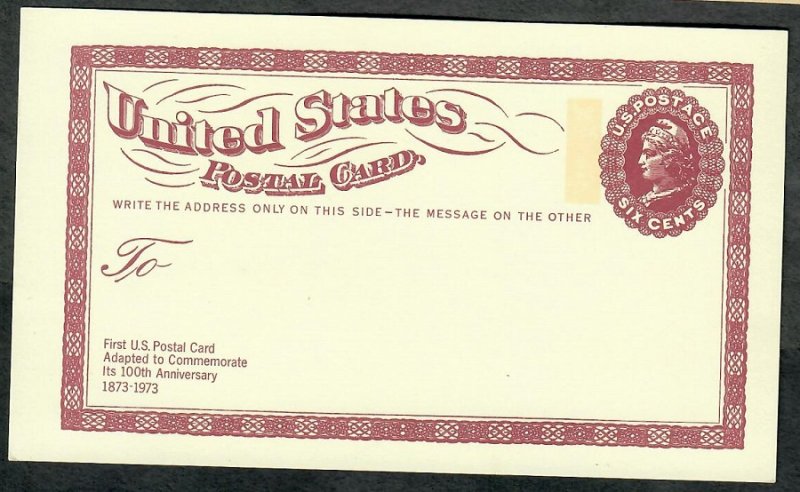 United States
POSTAL CARD.
WRITE THE ADDRESS ONLY ON THIS SIDE–THE MESSAGE ON THE OTHER
U.S. POSTAGE
SIX CENTS
To
First U.S. Postal Card
Adapted to Commemorate
Its 100th Anniversary
1873-1973